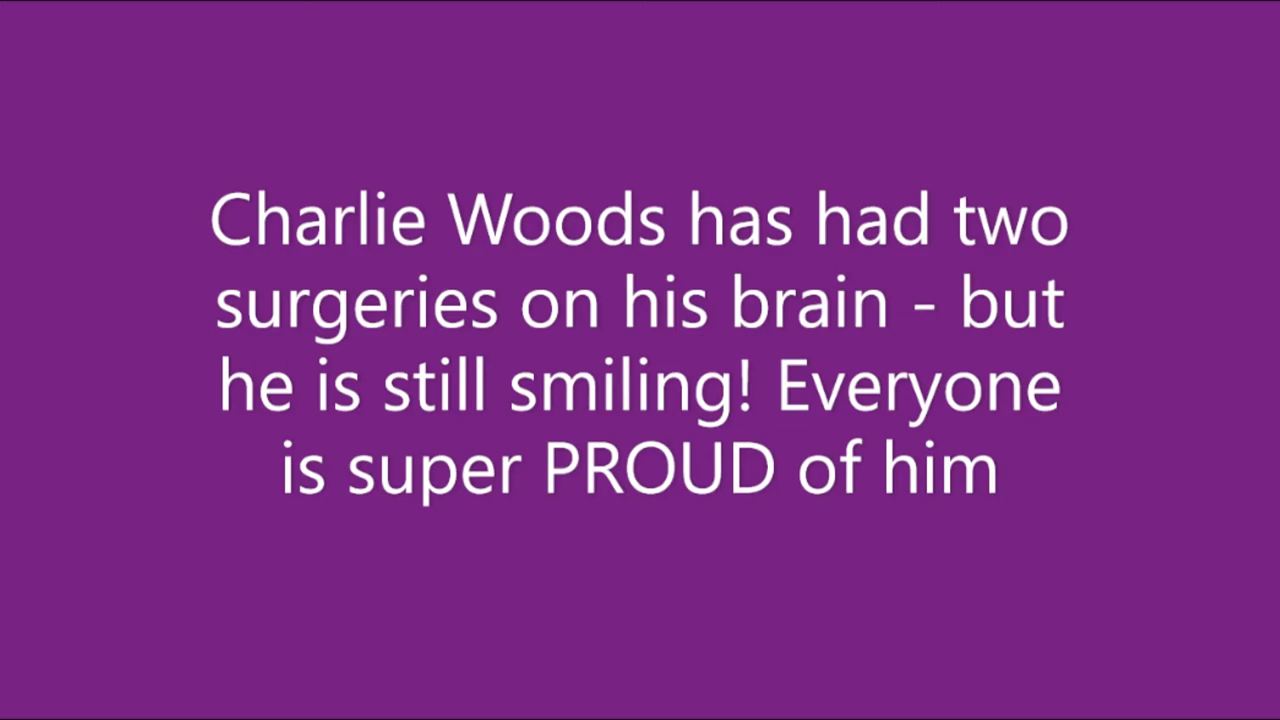 Charlie Woods has had two
surgeries on his brain - but
he is still smiling! Everyone
is super PROUD of him